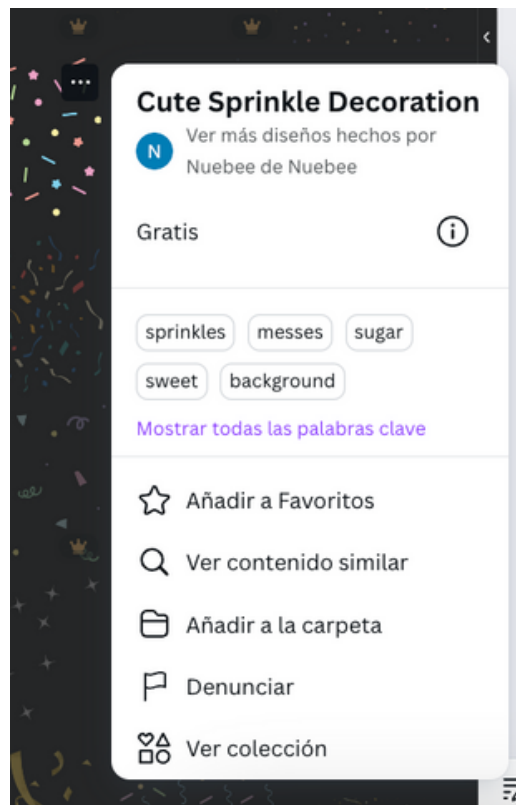 Cute Sprinkle Decoration
N
Ver más diseños hechos por
Nuebee de Nuebee
Gratis
sprinkles messes sugar
sweet background
Mostrar todas las palabras clave
Añadir a Favoritos
Ver contenido similar
Añadir a la carpeta
Denunciar
Ver colección